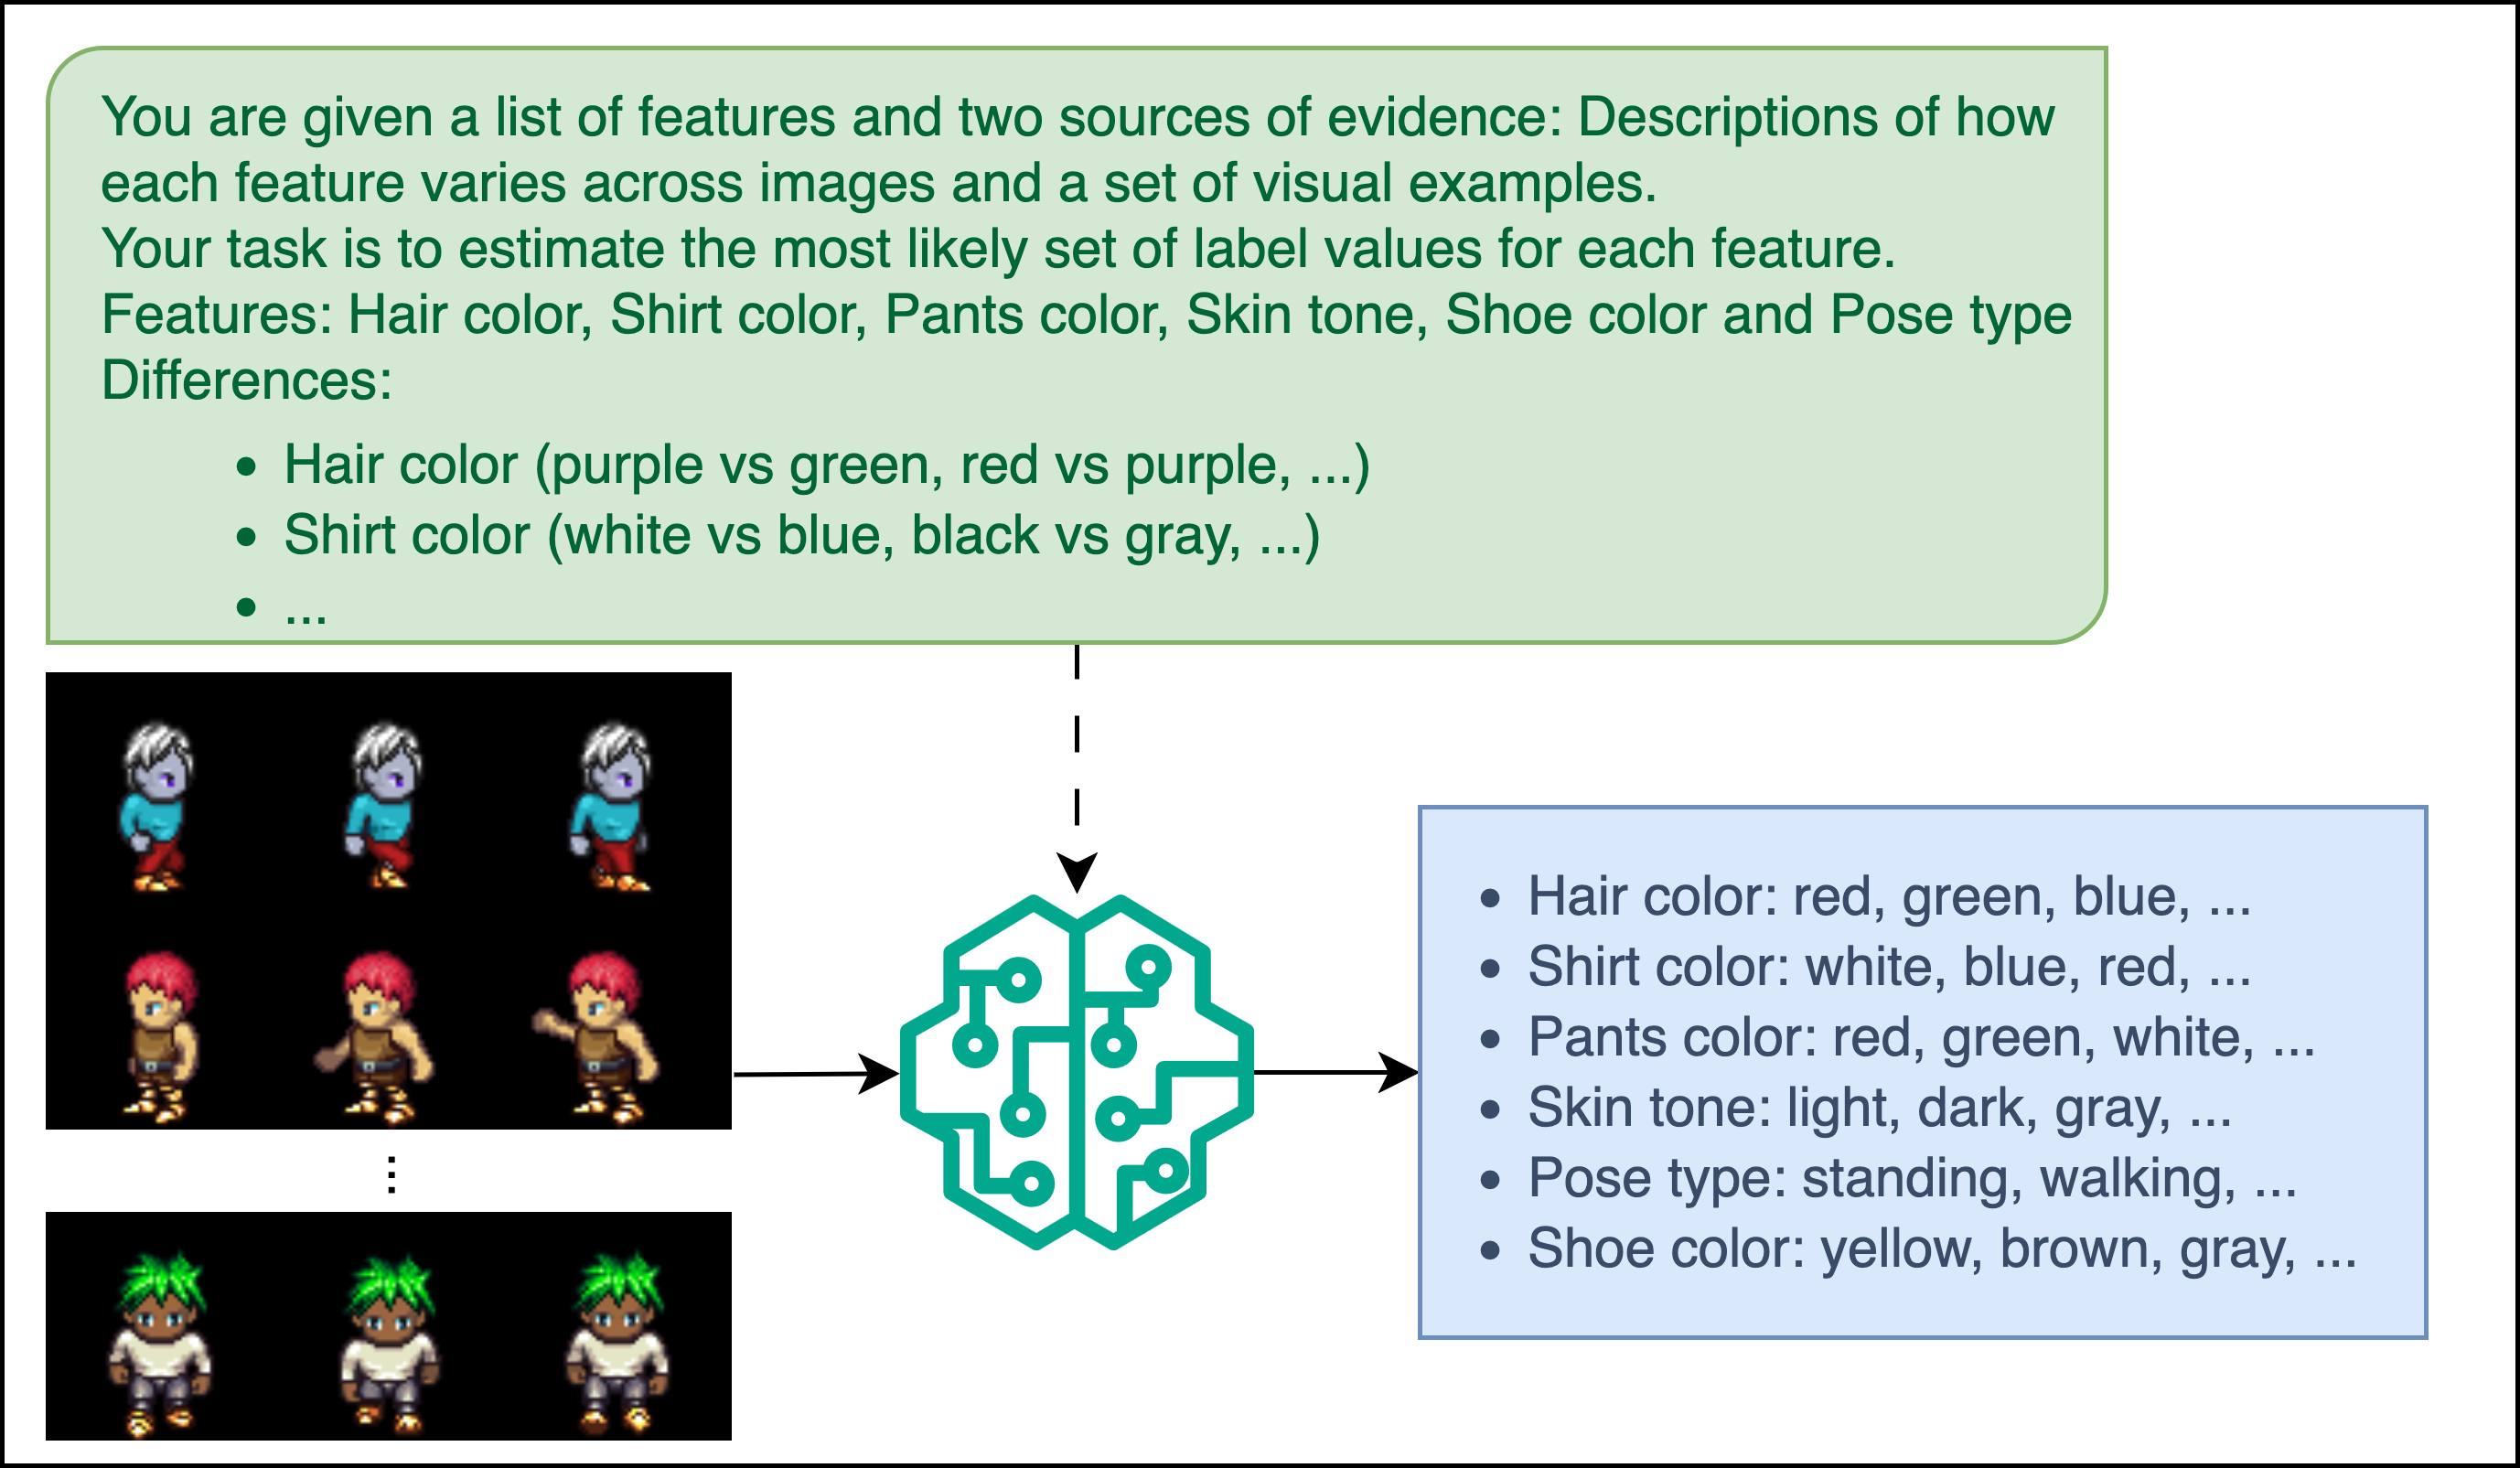 You are given a list of features and two sources of evidence: Descriptions of how
each feature varies across images and a set of visual examples.
Your task is to estimate the most likely set of label values for each feature.
Features: Hair color, Shirt color, Pants color, Skin tone, Shoe color and Pose type
Differences:
• Hair color (purple vs green, red vs purple, ...)
• Shirt color (white vs blue, black vs gray, ...)
• ...
• Hair color: red, green, blue, ...
• Shirt color: white, blue, red, ...
• Pants color: red, green, white, ...
• Skin tone: light, dark, gray, ...
• Pose type: standing, walking, ...
• Shoe color: yellow, brown, gray, ...